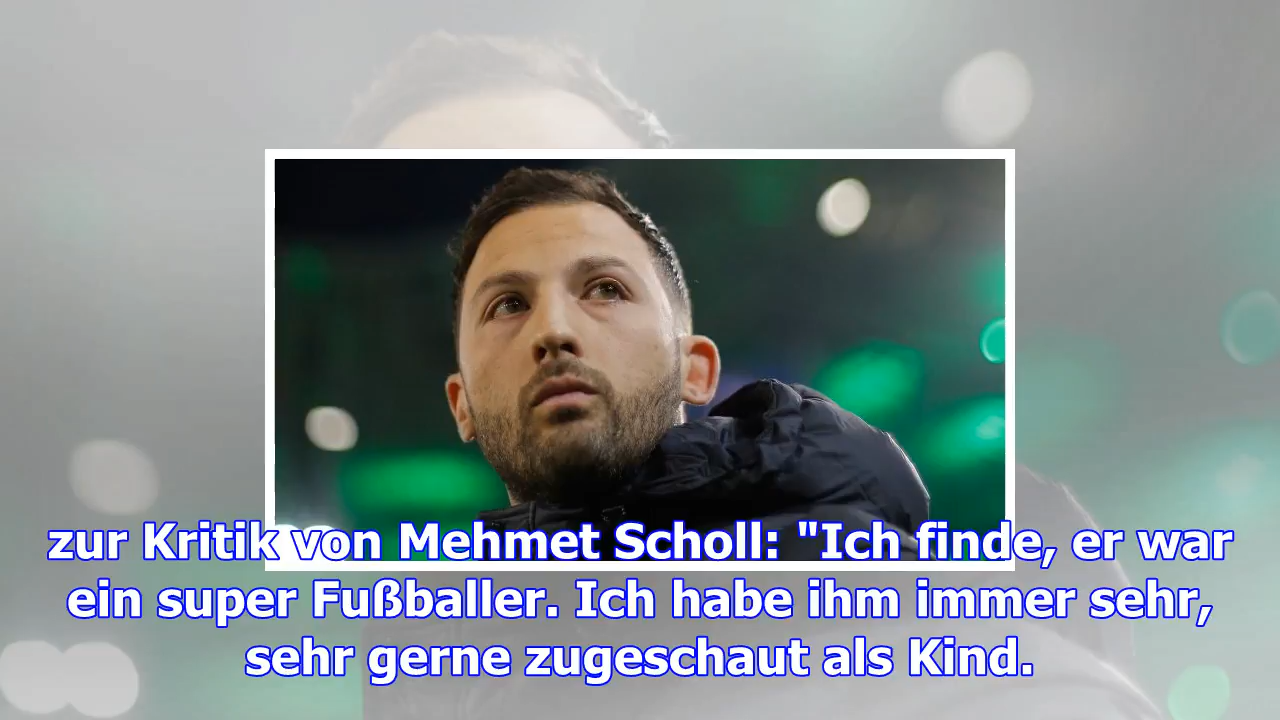 zur Kritik von Mehmet Scholl: "Ich finde, er war
ein super Fußballer. Ich habe ihm immer sehr,
sehr gerne zugeschaut als Kind.